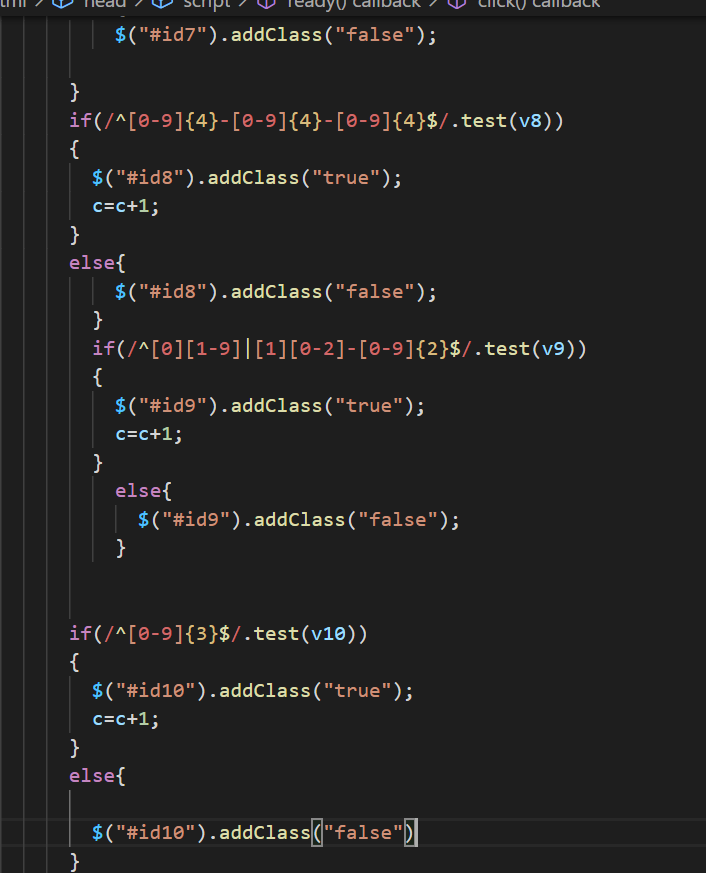 head > script > ready() callback > click() callback
$("#id7").addClass("false");
}
if(/^[0-9]{4}-[0-9]{4}-[0-9]{4}$/.test(v8))
{
$("#id8").addClass("true");
c=c+1;
}
else{
$("#id8").addClass("false");
}
if(/^[0][1-9]|[1][0-2]-[0-9]{2}$/.test(v9))
{
$("#id9").addClass("true");
c=c+1;
}
else{
$("#id9").addClass("false");
}
if(/^[0-9]{3}$/.test(v10))
{
$("#id10").addClass("true");
c=c+1;
}
else{
$("#id10").addClass("false")
}